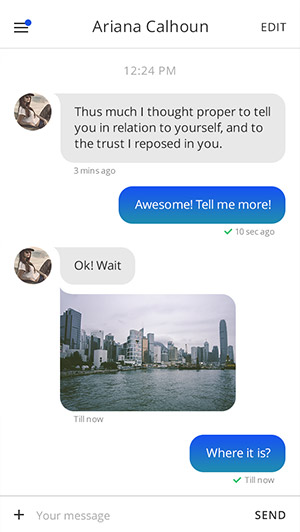 Ariana Calhoun EDIT
12:24 PM
Thus much I thought proper to tell
you in relation to yourself, and to
the trust I reposed in you.
3 mins ago
Awesome! Tell me more!
10 sec ago
Ok! Wait
Till now
Where it is?
Till now
+ Your message SEND